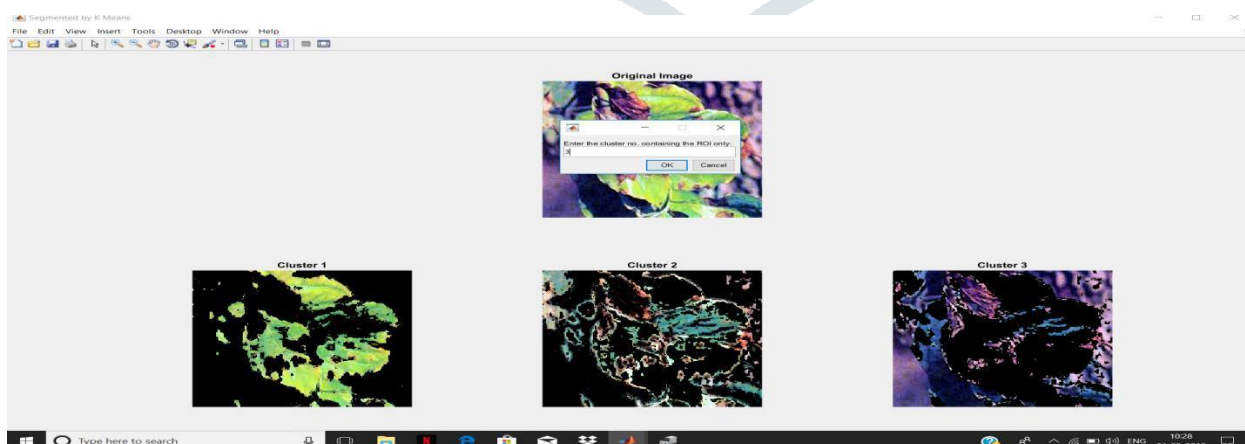 Segmented by K Means
File Edit View Insert Tools Desktop Window Help
Original Image
Enter the cluster no. containing the ROI only:
3
OK Cancel
Cluster 1 Cluster 2 Cluster 3
Type here to search
ENG 10:28